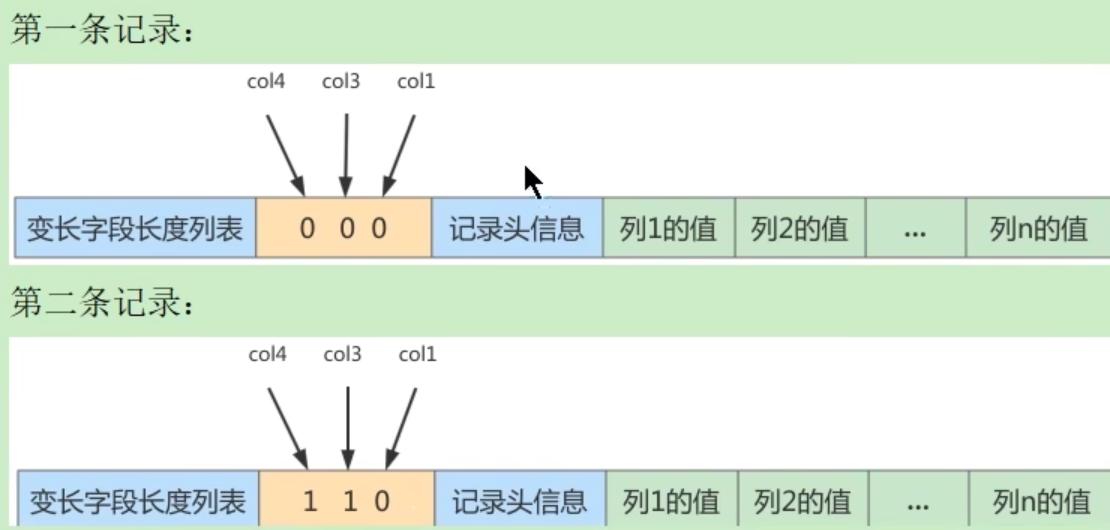 第一条记录：
col4 col3 col1
变长字段长度列表 0 0 0 记录头信息 列1的值 列2的值 ... 列n的值
第二条记录：
col4 col3 col1
变长字段长度列表 1 1 0 记录头信息 列1的值 列2的值 ... 列n的值